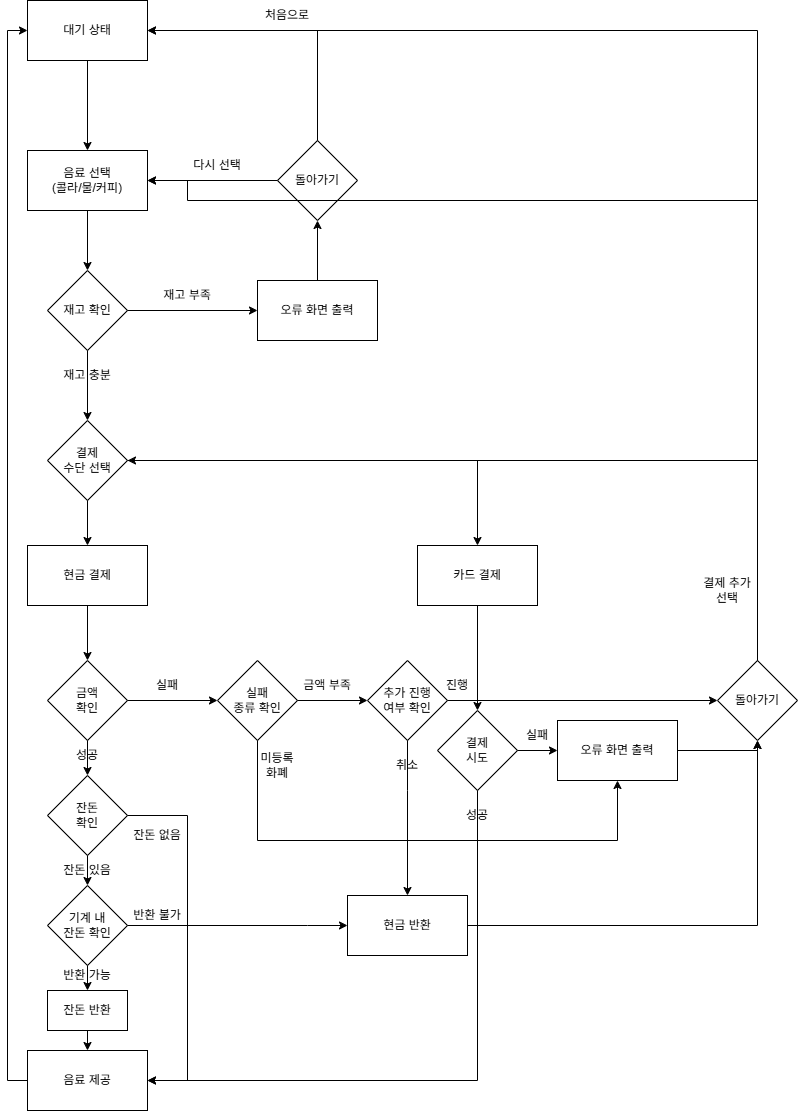 처음으로
대기 상태
다시 선택
음료 선택
(콜라/물/커피)
돌아가기
재고 부족
재고 확인
오류 화면 출력
재고 충분
결제
수단 선택
현금 결제
카드 결제
결제 추가
선택
실패
금액 부족
진행
금액
확인
실패
종류 확인
추가 진행
여부 확인
돌아가기
결제
시도
실패
오류 화면 출력
성공
미등록
화폐
취소
잔돈
확인
잔돈 없음
성공
잔돈 있음
기계 내
잔돈 확인
반환 불가
현금 반환
반환 가능
잔돈 반환
음료 제공